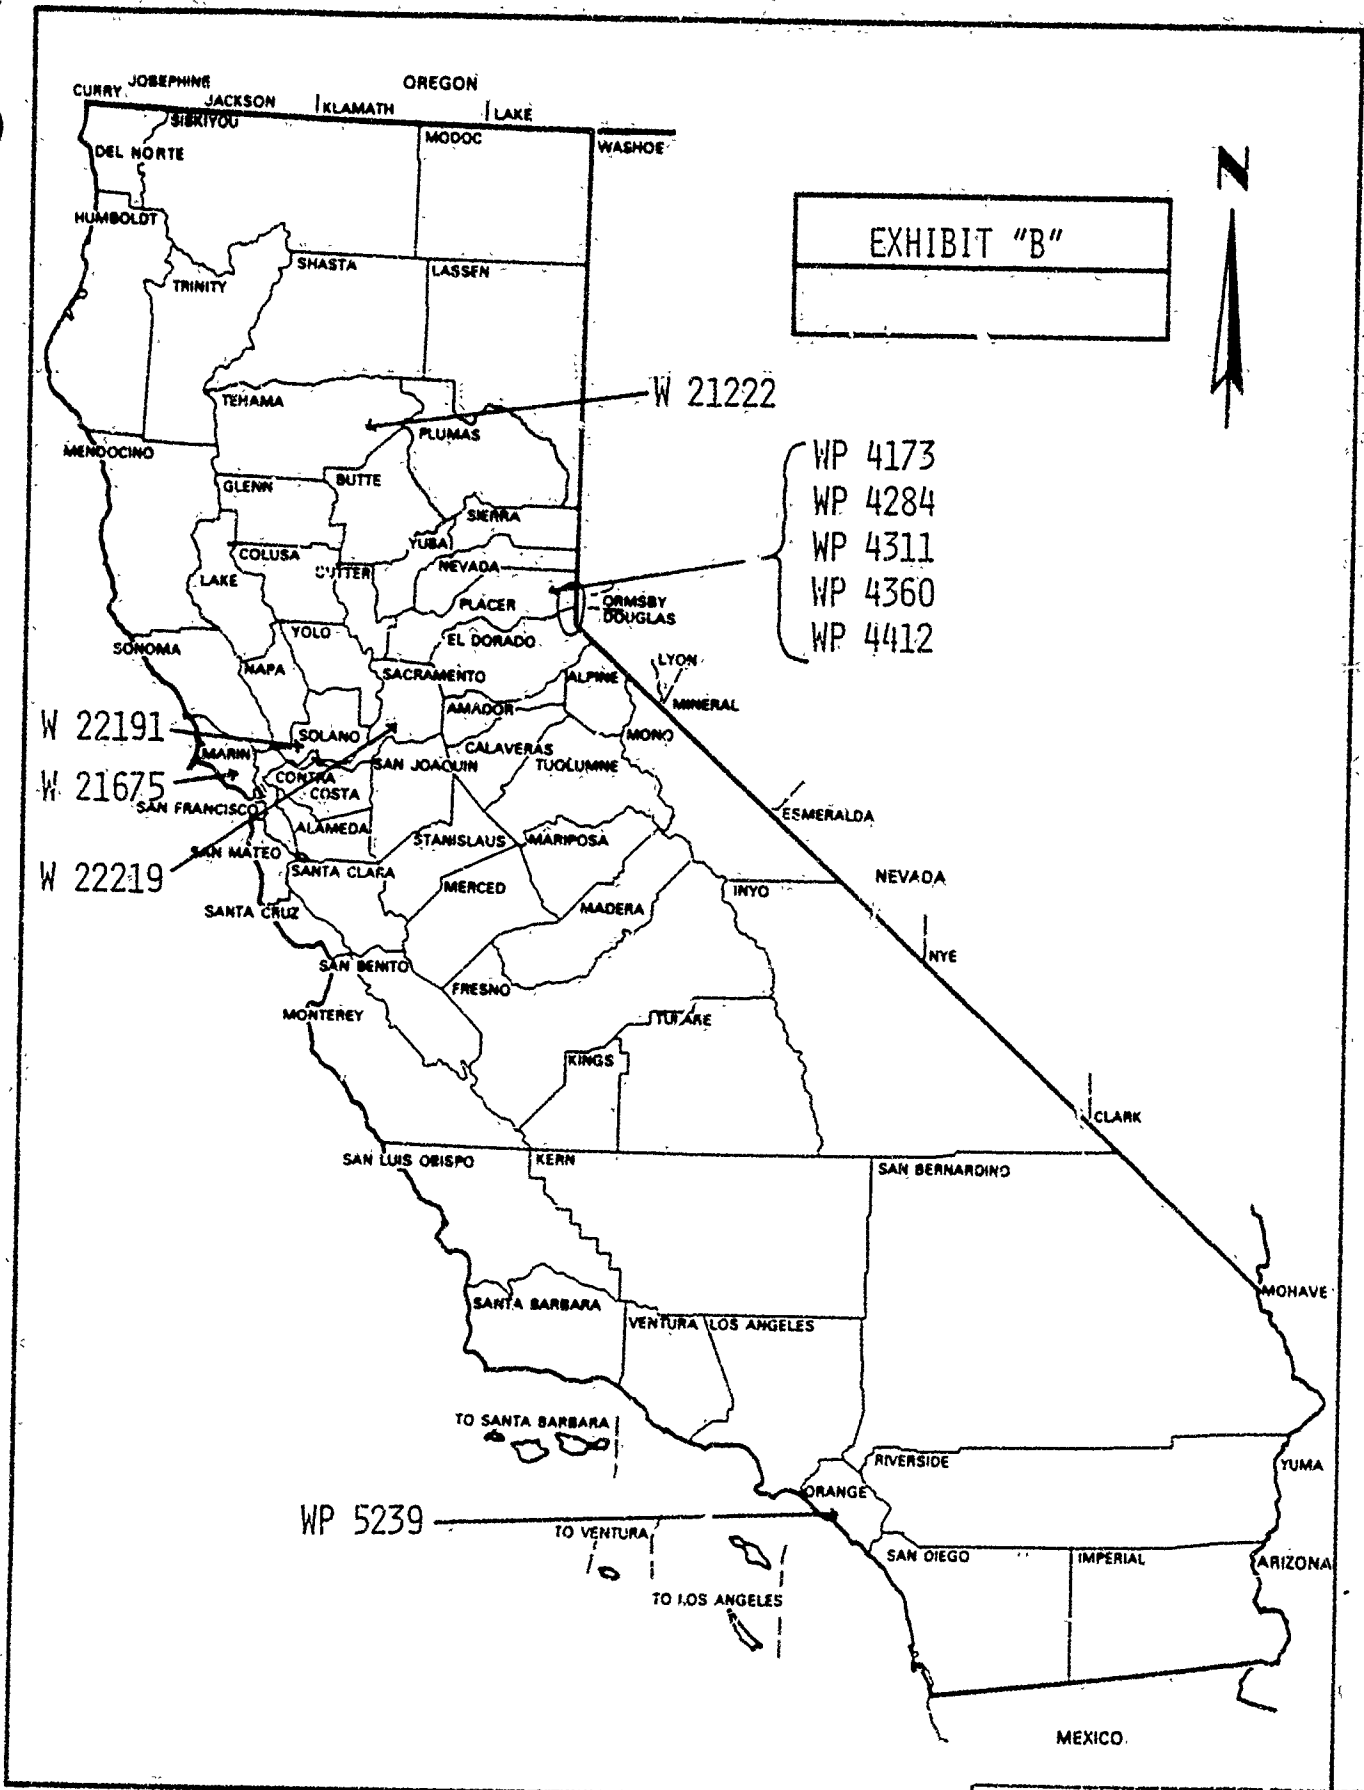 OREGON
CURRY
JOSEPHINE
JACKSON
KLAMATH
LAKE
SISKIYOU
MODOC
WASHOE
DEL NORTE
N
HUMBOLDT
EXHIBIT "B"
SHASTA
LASSEN
TRINITY
W 21222
TEHAMA
PLUMAS
MENDOCINO
WP 4173
WP 4284
WP 4311
WP 4360
WP 4412
GLENN
BUTTE
SIERRA
YUBA
COLUSA
NEVADA
LAKE
PLACER
ORMSBY
DOUGLAS
YOLO
EL DORADO
SONOMA
NAPA
SACRAMENTO
ALPINE
LYON
MINERAL
AMADOR
W 22191
SOLANO
MONO
MARIN
CALAVERAS
SAN JOAQUIN
TUOLUMNE
W 21675
CONTRA
COSTA
SAN FRANCISCO
ESMERALDA
ALAMEDA
STANISLAUS
MARIPOSA
SAN MATEO
W 22219
SANTA CLARA
MERCED
INYO
NEVADA
SANTA CRUZ
MADERA
NYE
SAN BENITO
FRESNO
MONTEREY
TULARE
KINGS
CLARK
SAN LUIS OBISPO
KERN
SAN BERNARDINO
MOHAVE
SANTA BARBARA
VENTURA
LOS ANGELES
TO SANTA BARBARA
RIVERSIDE
YUMA
ORANGE
WP 5239
TO VENTURA
SAN DIEGO
IMPERIAL
ARIZONA
TO LOS ANGELES
MEXICO